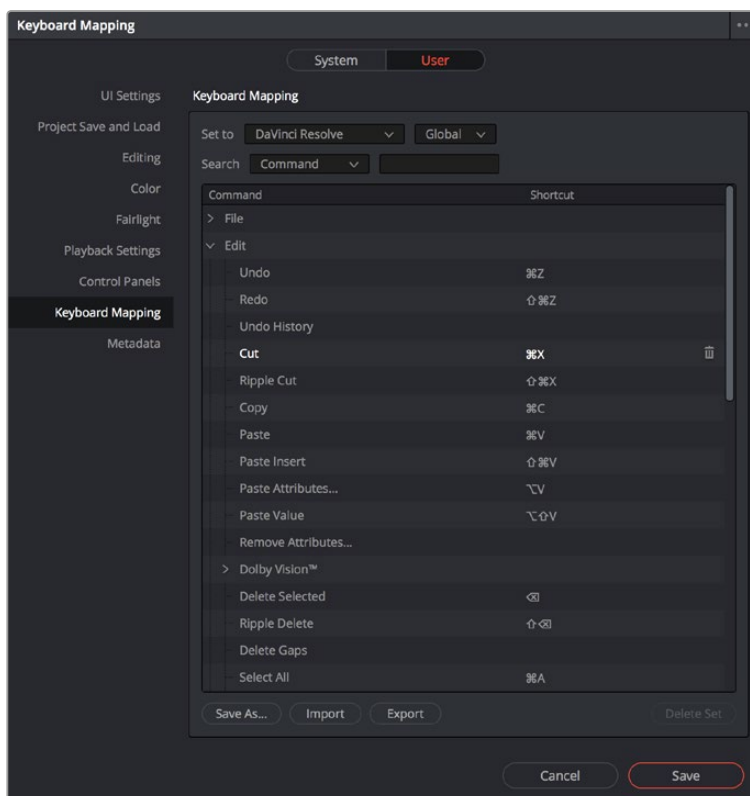 Keyboard Mapping
System User
UI Settings
Project Save and Load
Editing
Color
Fairlight
Playback Settings
Control Panels
Keyboard Mapping
Metadata
Keyboard Mapping
Set to DaVinci Resolve Global
Search Command
Command Shortcut
File
Edit
Undo ⌘Z
Redo ⇧⌘Z
Undo History
Cut ⌘X
Ripple Cut ⇧⌘X
Copy ⌘C
Paste ⌘V
Paste Insert ⇧⌘V
Paste Attributes... ⌥V
Paste Value ⌥⇧V
Remove Attributes...
Dolby Vision™
Delete Selected ⌫
Ripple Delete ⇧⌫
Delete Gaps
Select All ⌘A
Save As... Import Export Delete Set
Cancel Save